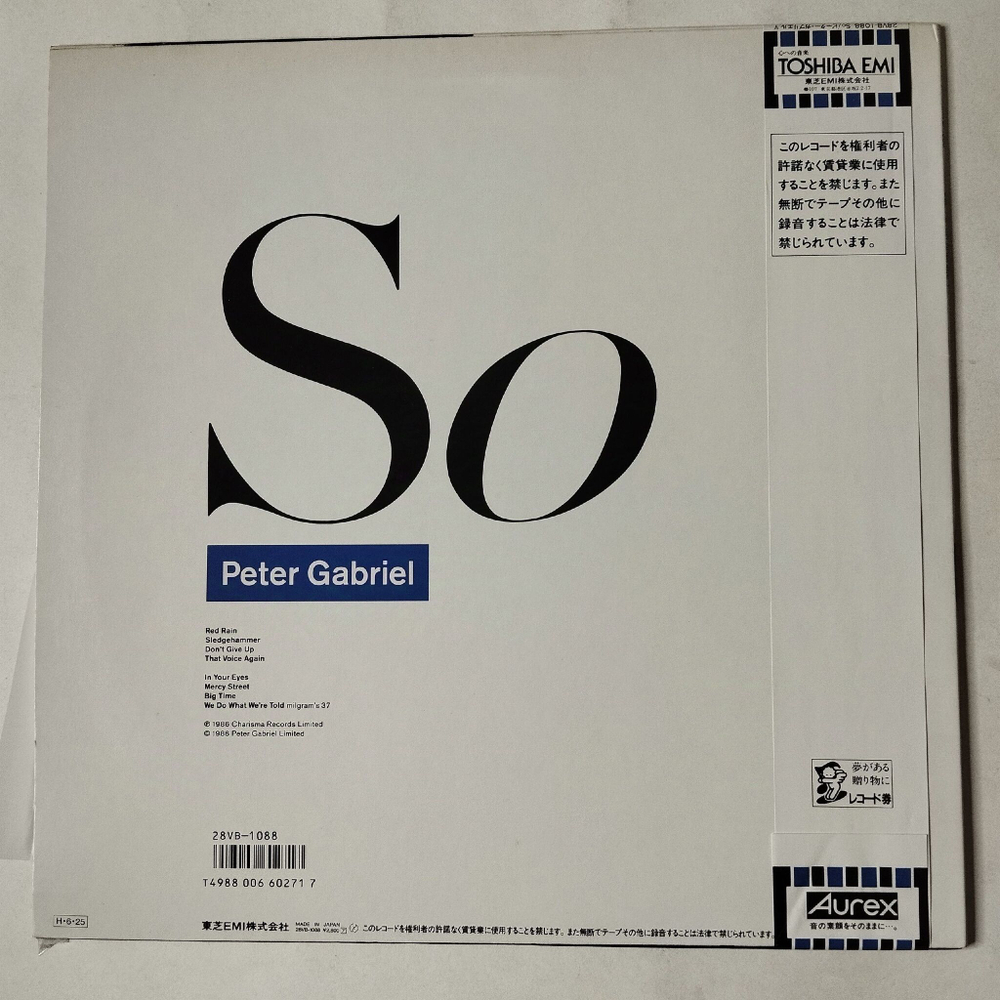 心への音楽
TOSHIBA EMI
東芝EMI株式会社
このレコードを権利者の
許諾なく賃貸業に使用
することを禁じます。また
無断でテープその他に
録音することは法律で
禁じられています。
So
Peter Gabriel
Red Rain
Sledgehammer
Don't Give Up
That Voice Again
In Your Eyes
Mercy Street
Big Time
We Do What We're Told milgram's 37
℗ 1986 Charisma Records Limited
© 1986 Peter Gabriel Limited
夢がある
贈り物に
レコード券
28VB-1088
T4988 006 60271 7
Aurex
音の素顔をそのままに…。
H・6・25
東芝EMI株式会社
MADE IN JAPAN
28VB-1088 ¥2,800
このレコードを権利者の許諾なく賃貸業に使用することを禁じます。また無断でテープその他に録音することは法律で禁じられています。